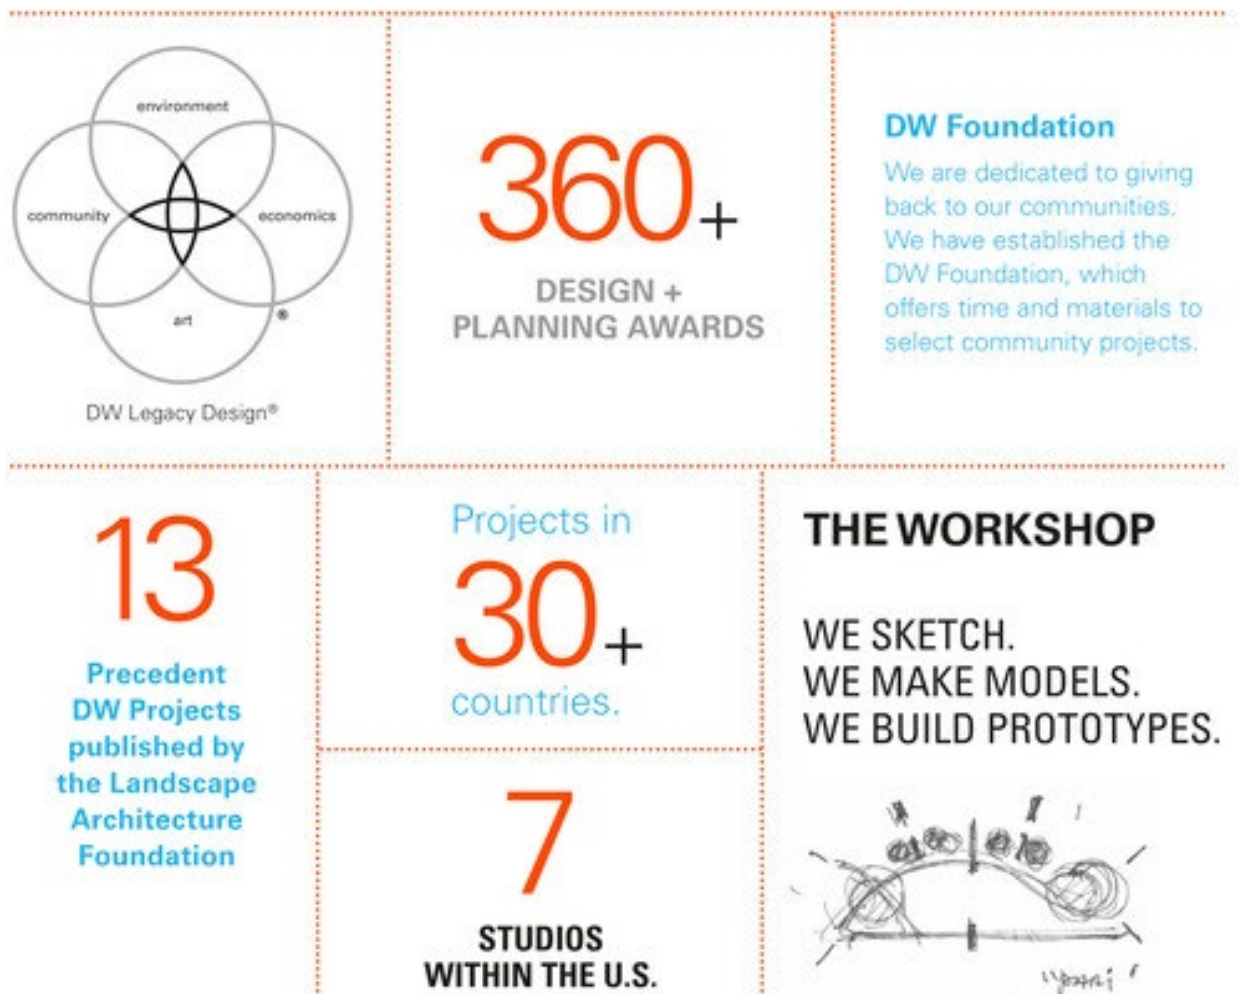 environment
community
economics
art
®
DW Legacy Design®
360+
DESIGN +
PLANNING AWARDS
DW Foundation
We are dedicated to giving
back to our communities.
We have established the
DW Foundation, which
offers time and materials to
select community projects.
13
Precedent
DW Projects
published by
the Landscape
Architecture
Foundation
Projects in
30+
countries.
7
STUDIOS
WITHIN THE U.S.
THE WORKSHOP
WE SKETCH.
WE MAKE MODELS.
WE BUILD PROTOTYPES.